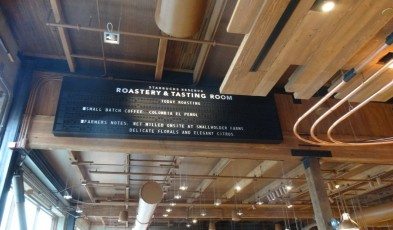 STARBUCKS RESERVE
ROASTERY & TASTING ROOM
TODAY ROASTING
SMALL BATCH COFFEE: COLOMBIA EL PENOL
FARMERS NOTES: WET MILLED ONSITE AT SMALLHOLDER FARMS
DELICATE FLORALS AND ELEGANT CITRUS